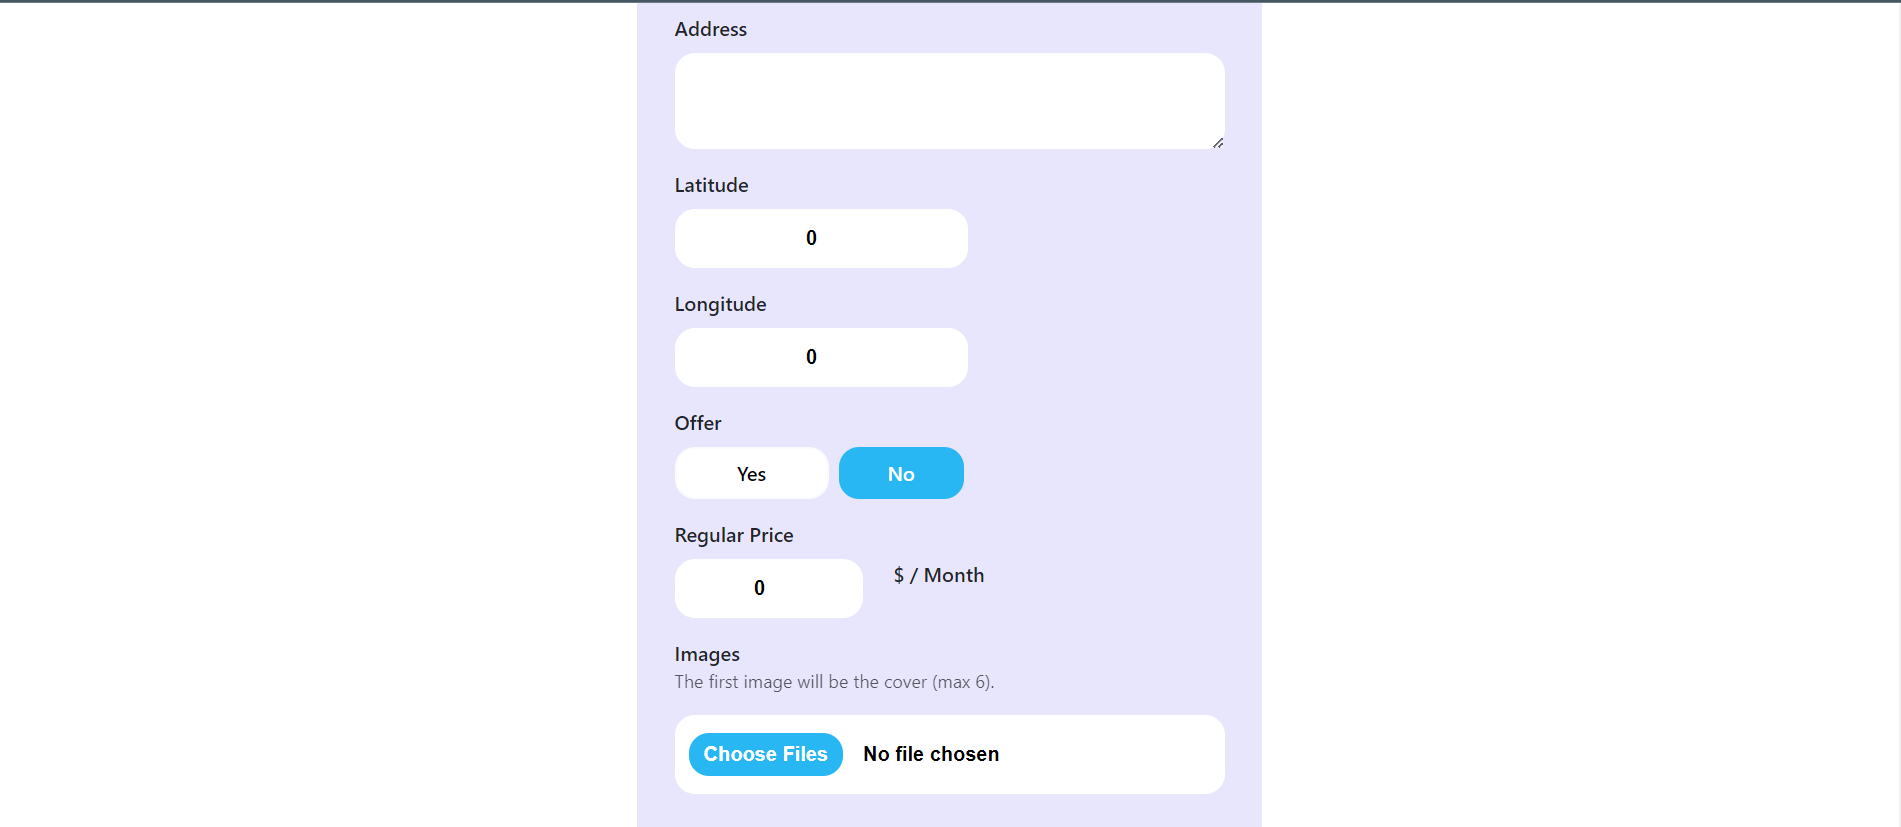 Address
Latitude
0
Longitude
0
Offer
Yes No
Regular Price
0 $ / Month
Images
The first image will be the cover (max 6).
Choose Files No file chosen